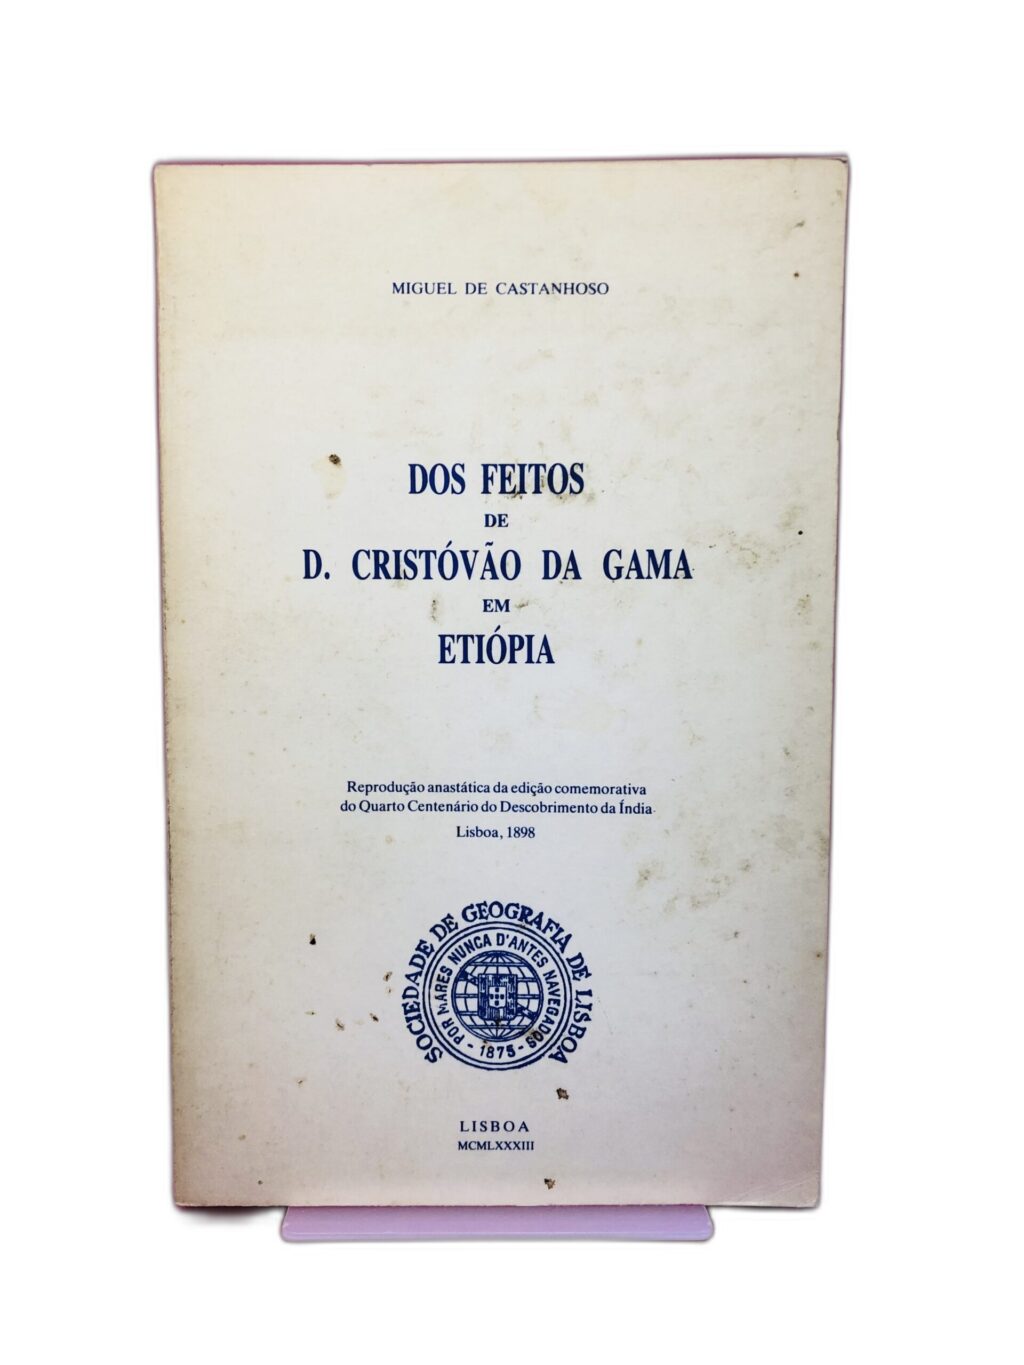 MIGUEL DE CASTANHOSO
DOS FEITOS
DE
D. CRISTÓVÃO DA GAMA
EM
ETIÓPIA
Reprodução anastática da edição comemorativa
do Quarto Centenário do Descobrimento da Índia
Lisboa, 1898
SOCIEDADE DE GEOGRAFIA DE LISBOA
POR MARES NUNCA D'ANTES NAVEGADOS
- 1875 -
LISBOA
MCMLXXXIII